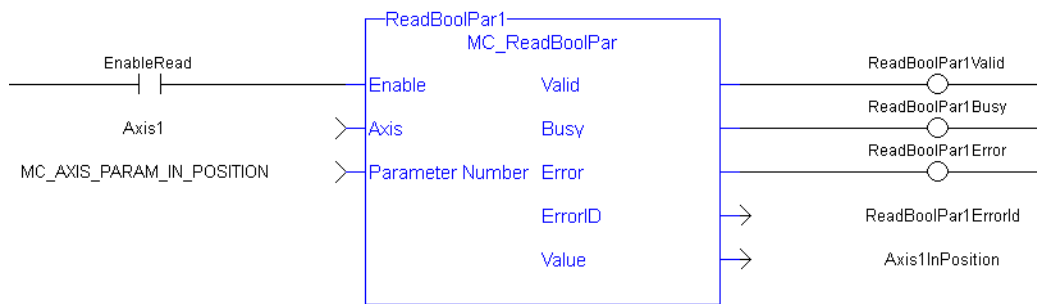 ReadBoolPar1
MC_ReadBoolPar
EnableRead
Enable
Valid
ReadBoolPar1Valid
Axis1
Axis
Busy
ReadBoolPar1Busy
MC_AXIS_PARAM_IN_POSITION
Parameter Number
Error
ReadBoolPar1Error
ErrorID
ReadBoolPar1ErrorId
Value
Axis1InPosition